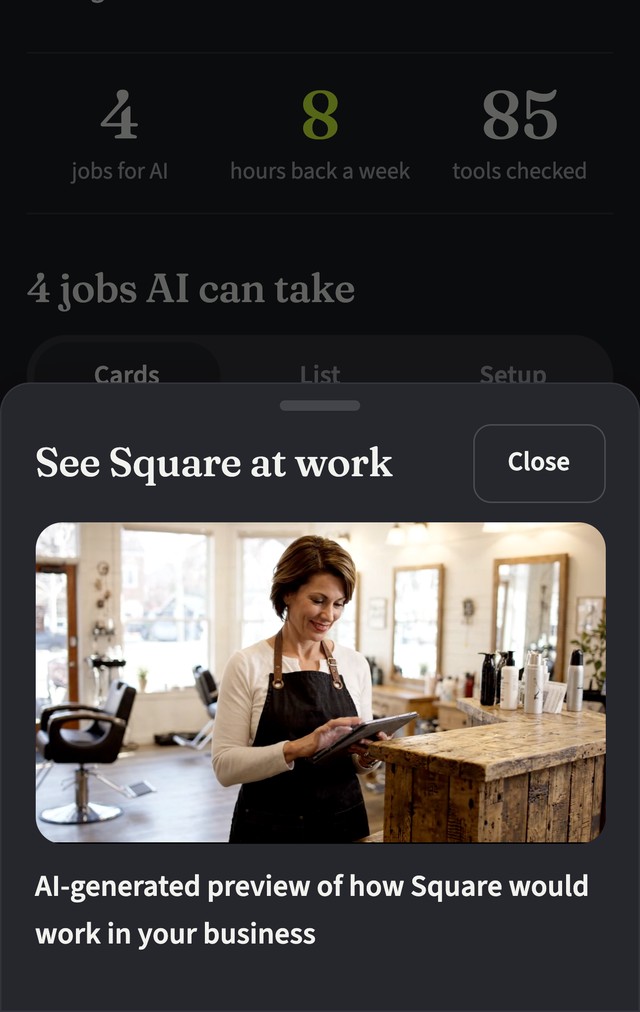 4
8
85
jobs for AI
hours back a week
tools checked
4 jobs AI can take
Cards
List
Setup
See Square at work
Close
AI-generated preview of how Square would
work in your business